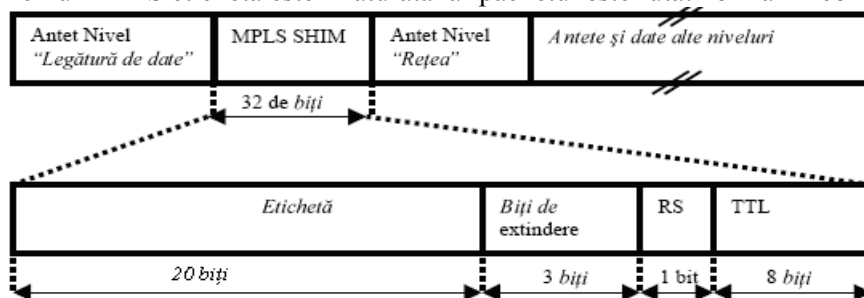 Antet Nivel MPLS SHIM Antet Nivel Antete și date alte niveluri
“Legătură de date” “Rețea”
32 de biți
Etichetă Biți de RS TTL
extindere
20 biți 3 biți 1 bit 8 biți